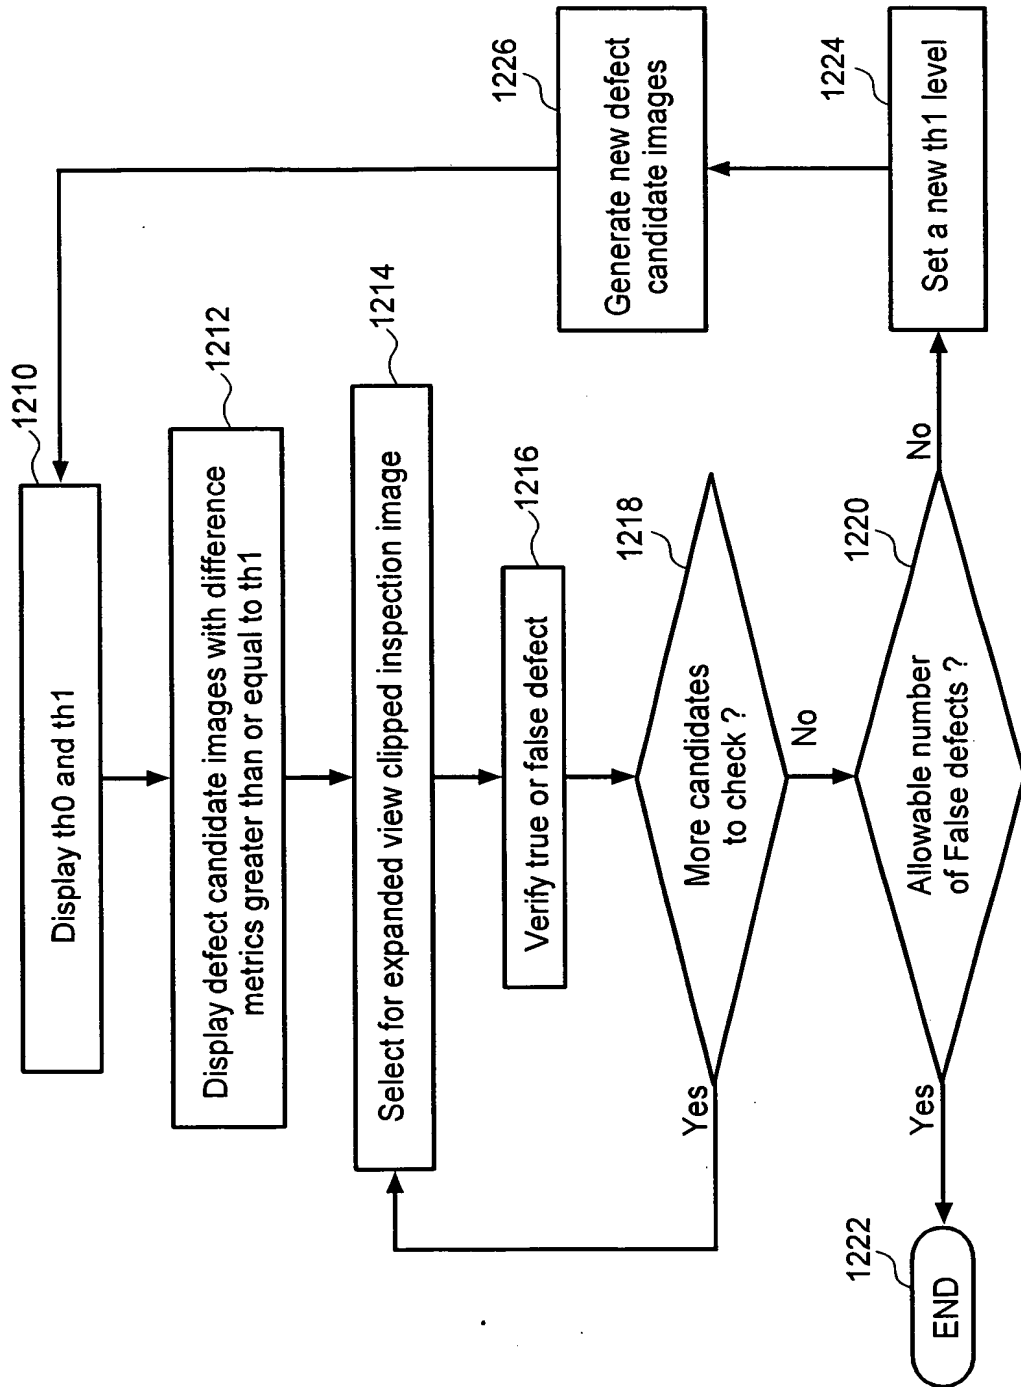 1210
Display th0 and th1
1212
Display defect candidate images with difference
metrics greater than or equal to th1
1214
Select for expanded view clipped inspection image
1216
Verify true or false defect
1218
More candidates
to check ?
Yes
No
1220
Allowable number
of False defects ?
Yes
No
1222
END
1224
Set a new th1 level
1226
Generate new defect
candidate images